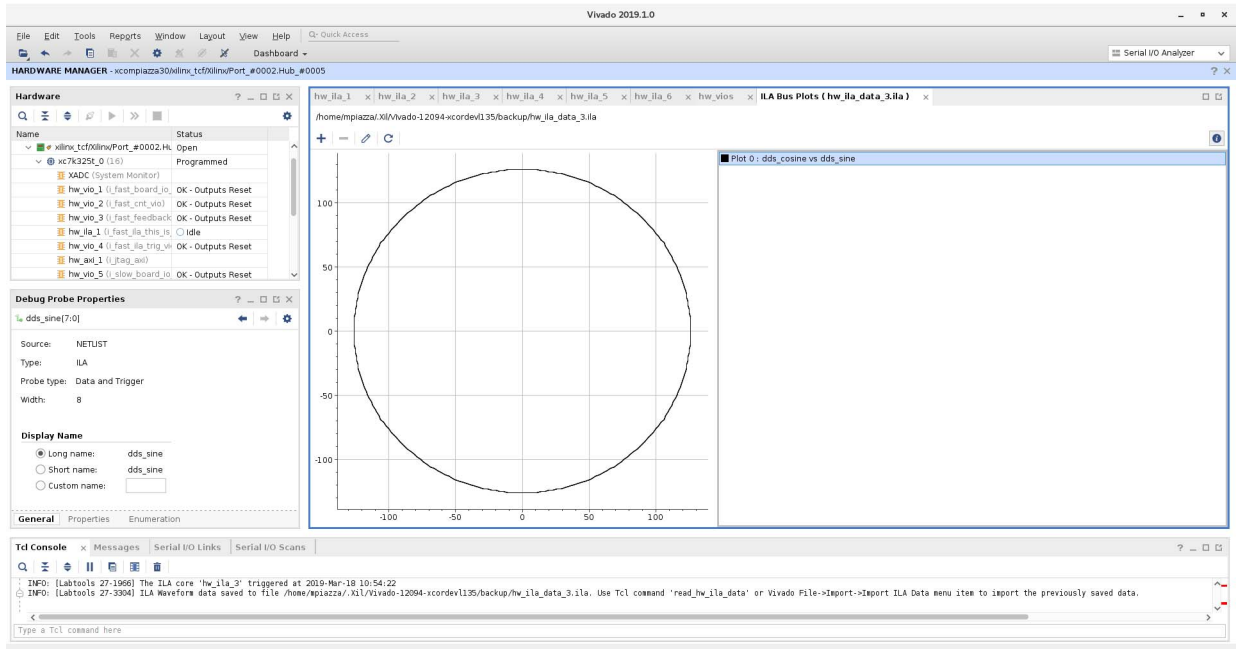 Vivado 2019.1.0
File Edit Tools Reports Window Layout View Help Q- Quick Access
Dashboard
Serial I/O Analyzer
HARDWARE MANAGER - xcompiazza30/xilinx_tcf/Xilinx/Port_#0002.Hub_#0005
Hardware
Name Status
xilinx_tcf/Xilinx/Port_#0002.Hu Open
xc7k325t_0 (16) Programmed
XADC (System Monitor)
hw_vio_1 (i_fast_board_io_ OK - Outputs Reset
hw_vio_2 (i_fast_cnt_vio) OK - Outputs Reset
hw_vio_3 (i_fast_feedback OK - Outputs Reset
hw_ila_1 (i_fast_ila_this_is_ Idle
hw_vio_4 (i_fast_ila_trig_vi OK - Outputs Reset
hw_axi_1 (i_jtag_axi)
hw_vio_5 (i_slow_board_io OK - Outputs Reset
Debug Probe Properties
dds_sine[7:0]
Source: NETLIST
Type: ILA
Probe type: Data and Trigger
Width: 8
Display Name
Long name: dds_sine
Short name: dds_sine
Custom name:
General Properties Enumeration
hw_ila_1 hw_ila_2 hw_ila_3 hw_ila_4 hw_ila_5 hw_ila_6 hw_vios ILA Bus Plots ( hw_ila_data_3.ila )
/home/mpiazza/.Xil/Vivado-12094-xcordevl135/backup/hw_ila_data_3.ila
100
50
0
-50
-100
-100 -50 0 50 100
Plot 0 : dds_cosine vs dds_sine
Tcl Console Messages Serial I/O Links Serial I/O Scans
INFO: [Labtools 27-1966] The ILA core 'hw_ila_3' triggered at 2019-Mar-18 10:54:22
INFO: [Labtools 27-3304] ILA Waveform data saved to file /home/mpiazza/.Xil/Vivado-12094-xcordevl135/backup/hw_ila_data_3.ila. Use Tcl command 'read_hw_ila_data' or Vivado File->Import->Import ILA Data menu item to import the previously saved data.
Type a Tcl command here